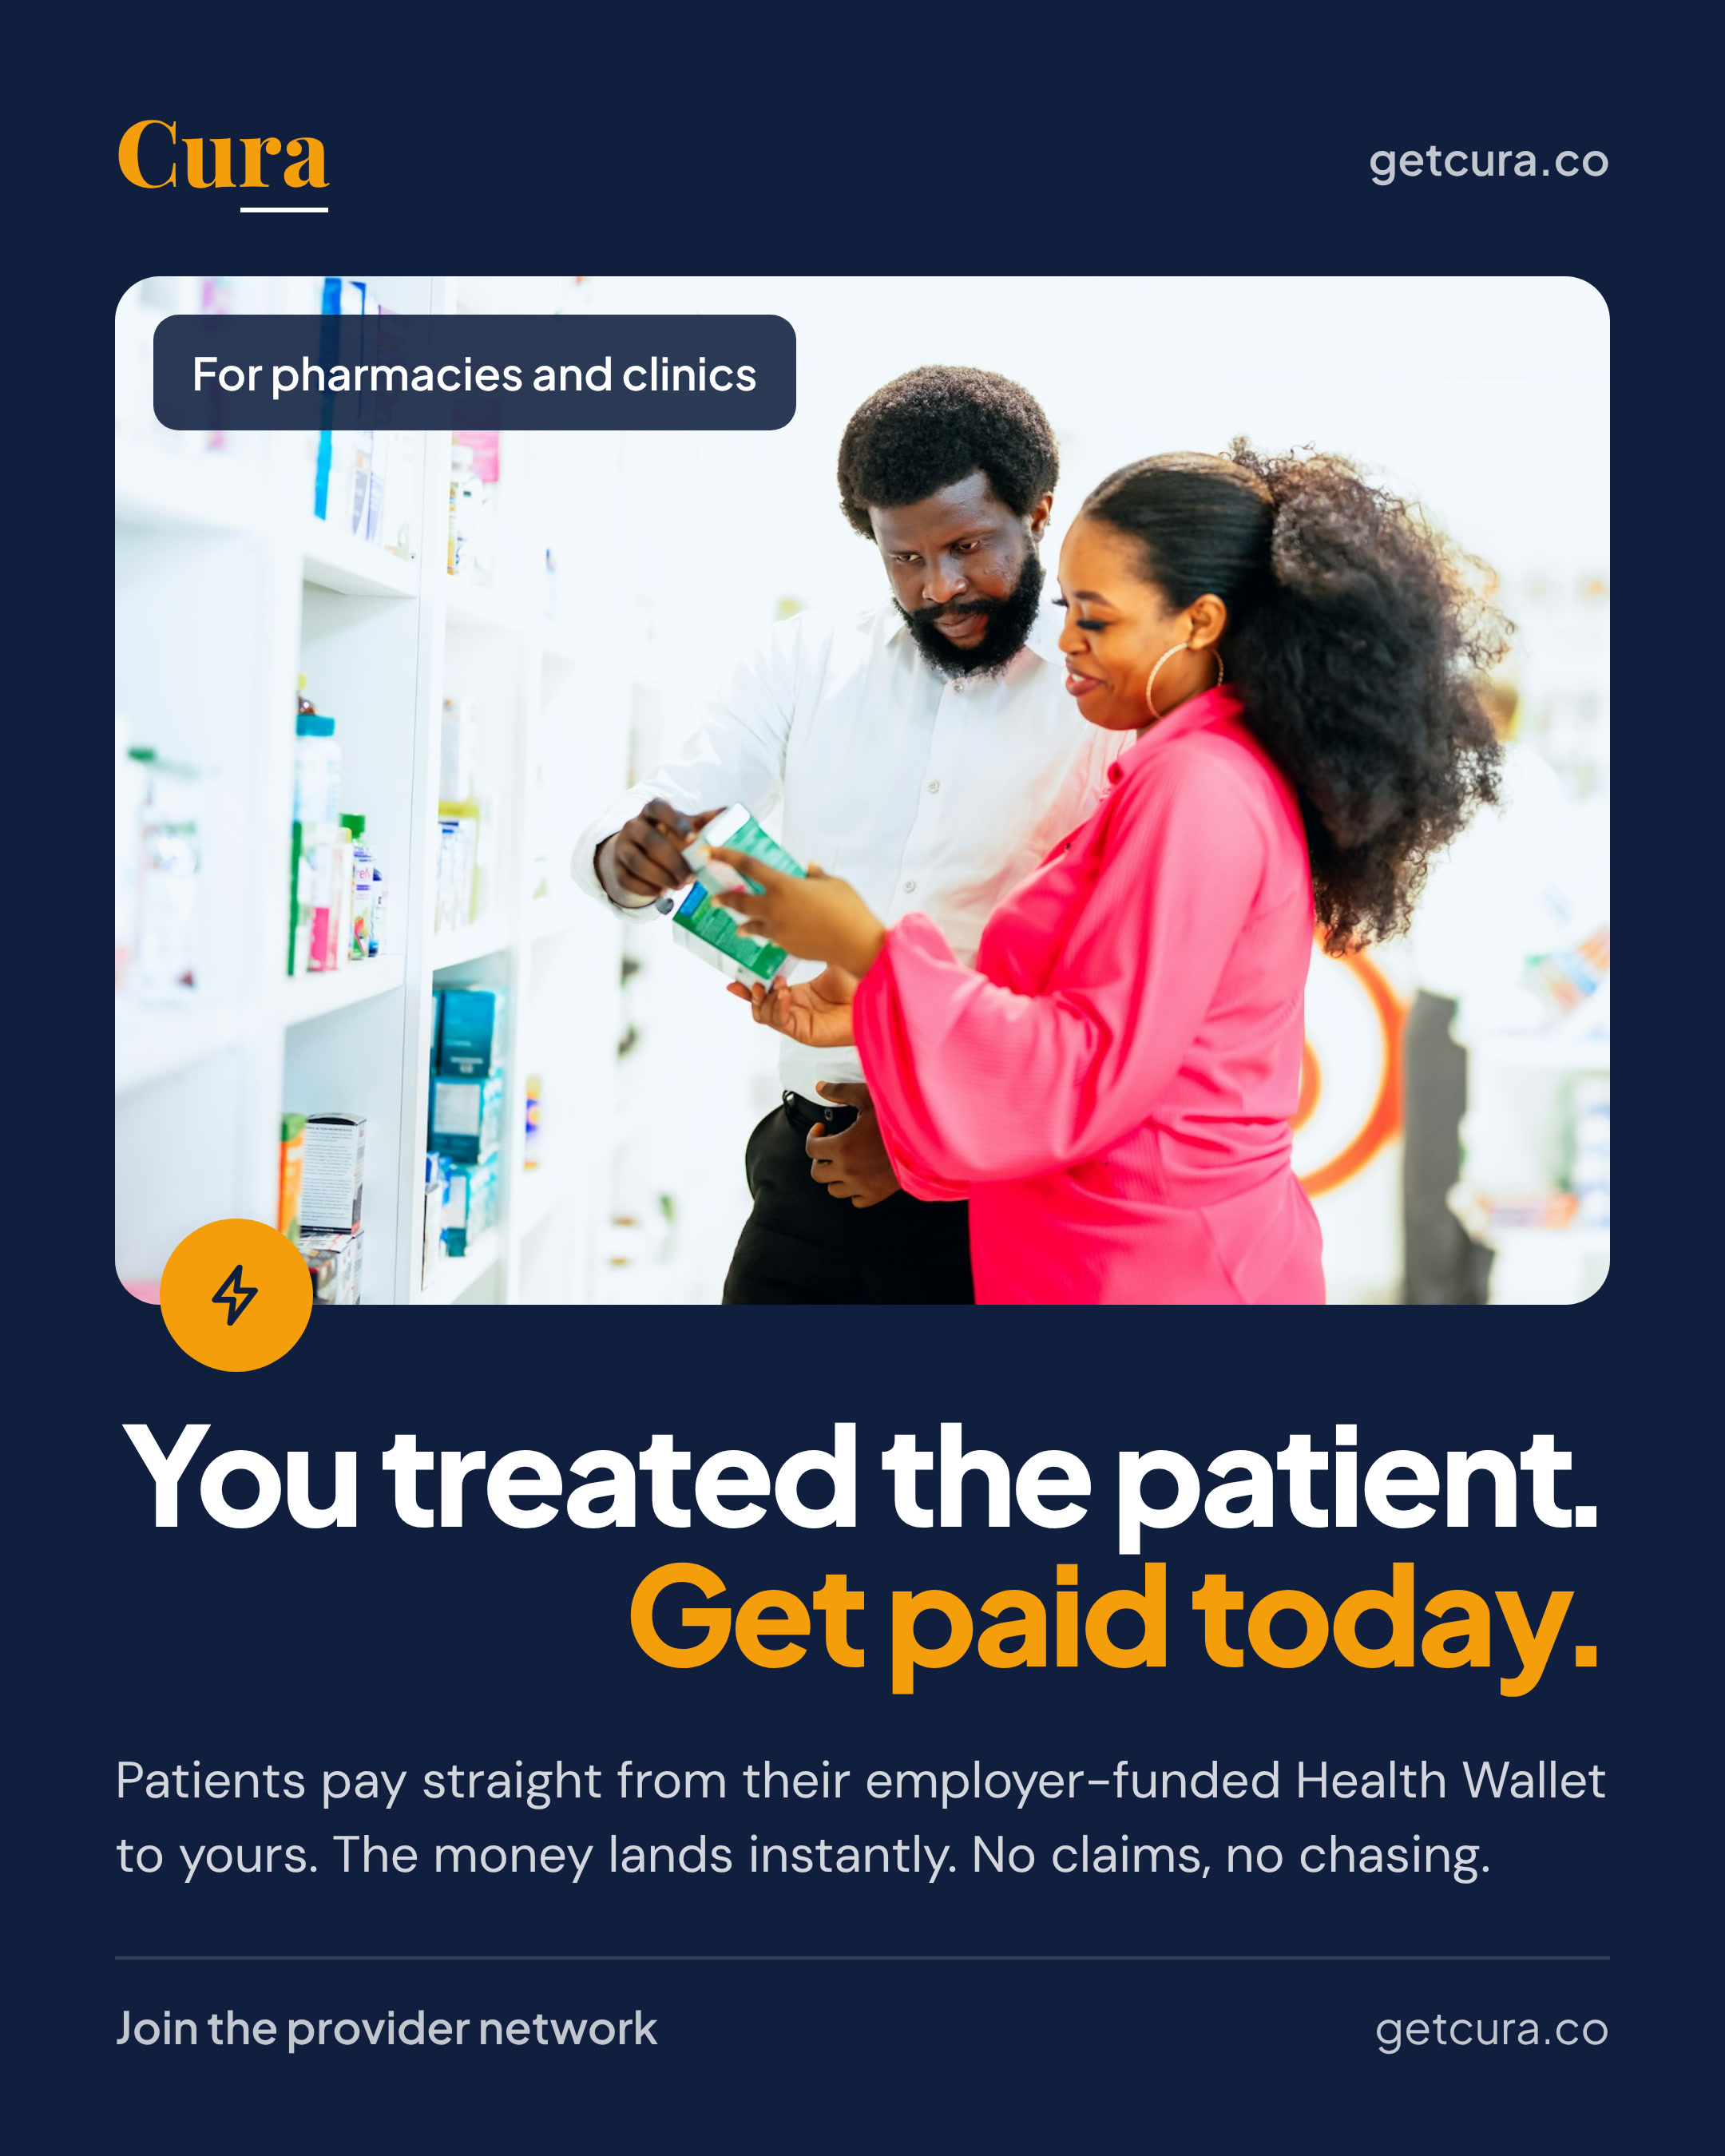 Cura
getcura.co
For pharmacies and clinics
You treated the patient.
Get paid today.
Patients pay straight from their employer-funded Health Wallet
to yours. The money lands instantly. No claims, no chasing.
Join the provider network
getcura.co